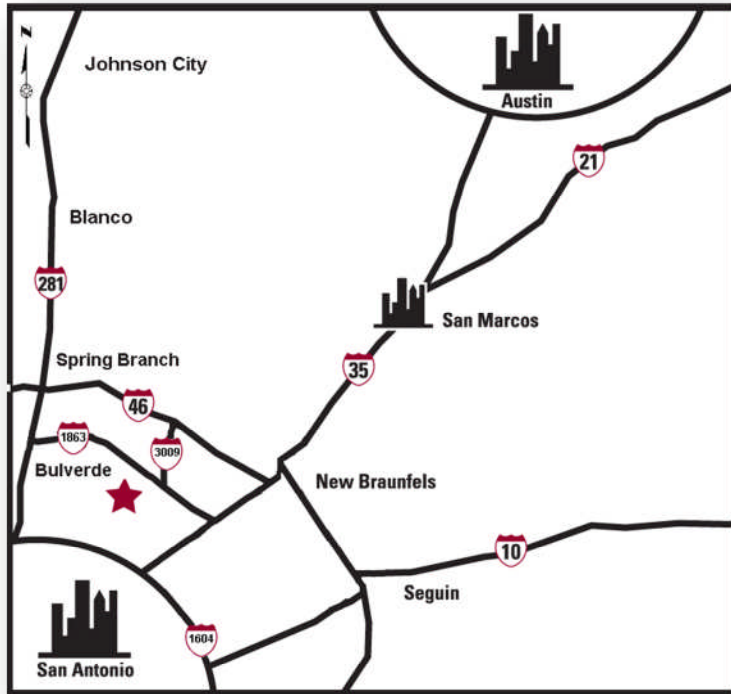 N
Johnson City
Austin
21
Blanco
281
San Marcos
Spring Branch
35
46
1863
3009
Bulverde
New Braunfels
10
Seguin
1604
San Antonio